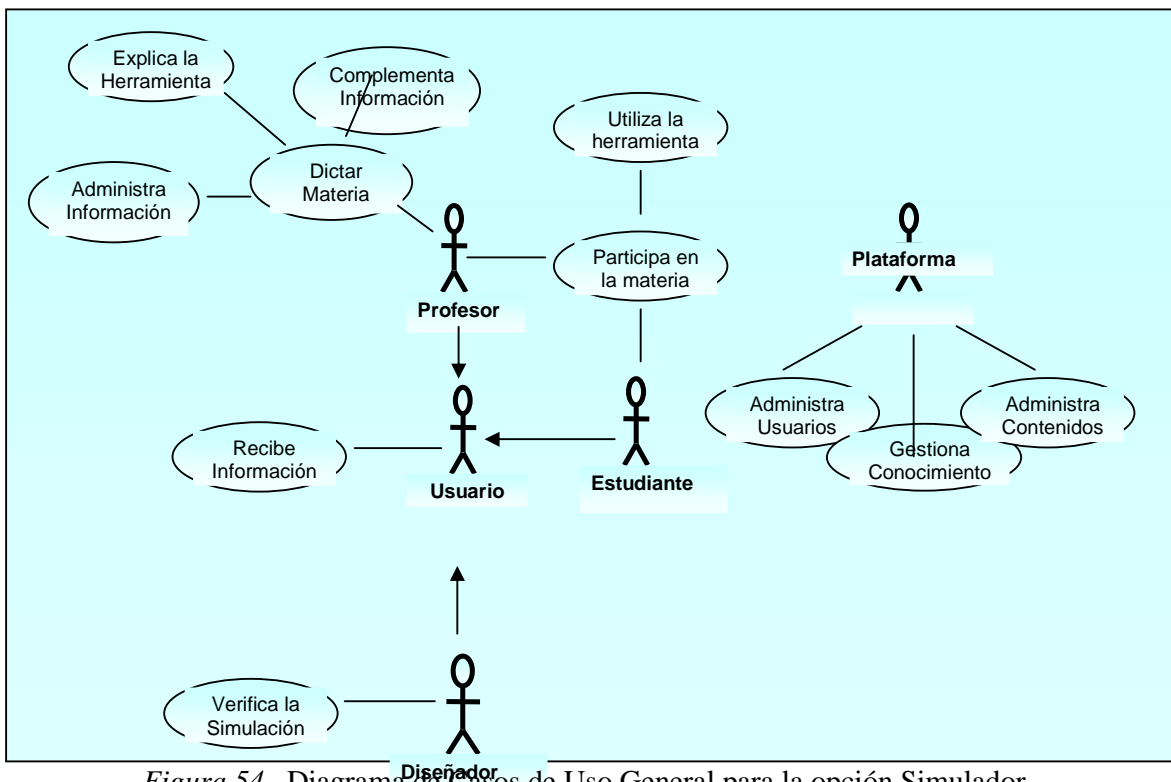 Explica la
Herramienta
Complementa
Información
Utiliza la
herramienta
Dictar
Materia
Administra
Información
Participa en
la materia
Plataforma
Profesor
Administra
Usuarios
Administra
Contenidos
Gestiona
Conocimiento
Recibe
Información
Usuario
Estudiante
Verifica la
Simulación
Diseñador
Figura 54. Diagrama de Casos de Uso General para la opción Simulador